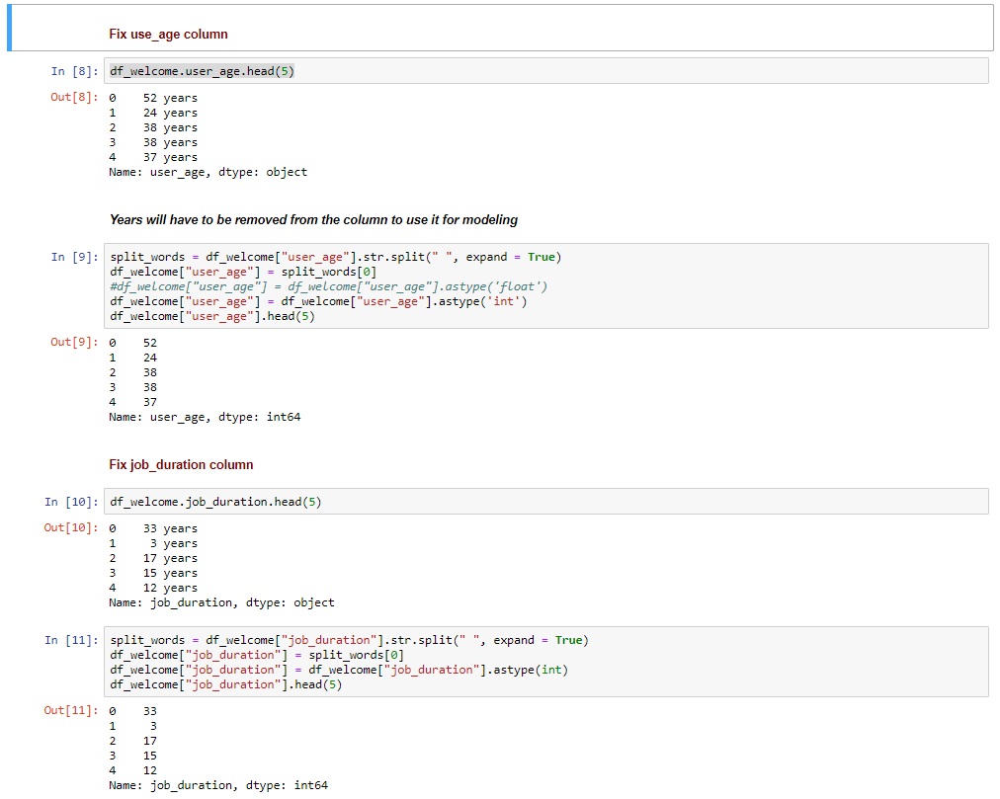 Fix use_age column
In [8]: df_welcome.user_age.head(5)
Out[8]: 0    52 years
1    24 years
2    38 years
3    38 years
4    37 years
Name: user_age, dtype: object
Years will have to be removed from the column to use it for modeling
In [9]: split_words = df_welcome["user_age"].str.split(" ", expand = True)
df_welcome["user_age"] = split_words[0]
#df_welcome["user_age"] = df_welcome["user_age"].astype('float')
df_welcome["user_age"] = df_welcome["user_age"].astype('int')
df_welcome["user_age"].head(5)
Out[9]: 0    52
1    24
2    38
3    38
4    37
Name: user_age, dtype: int64
Fix job_duration column
In [10]: df_welcome.job_duration.head(5)
Out[10]: 0    33 years
1     3 years
2    17 years
3    15 years
4    12 years
Name: job_duration, dtype: object
In [11]: split_words = df_welcome["job_duration"].str.split(" ", expand = True)
df_welcome["job_duration"] = split_words[0]
df_welcome["job_duration"] = df_welcome["job_duration"].astype(int)
df_welcome["job_duration"].head(5)
Out[11]: 0    33
1     3
2    17
3    15
4    12
Name: job_duration, dtype: int64